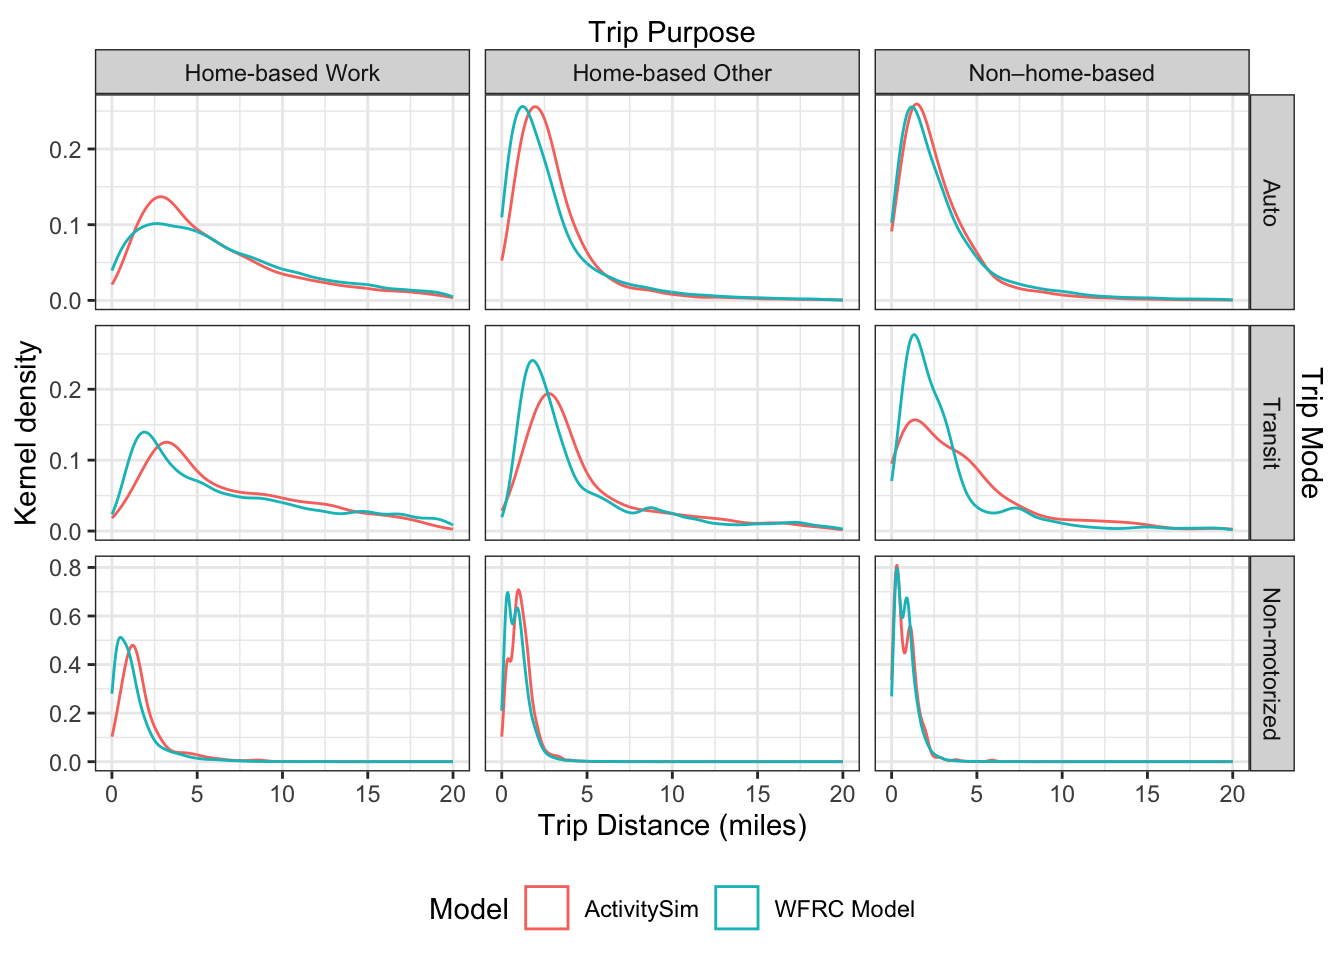 Trip Purpose
Home-based Work Home-based Other Non–home-based
0.2
0.1
0.0
Auto
0.2
0.1
0.0
Transit
0.8
0.6
0.4
0.2
0.0
Non-motorized
Kernel density
Trip Mode
0 5 10 15 20 0 5 10 15 20 0 5 10 15 20
Trip Distance (miles)
Model ActivitySim WFRC Model